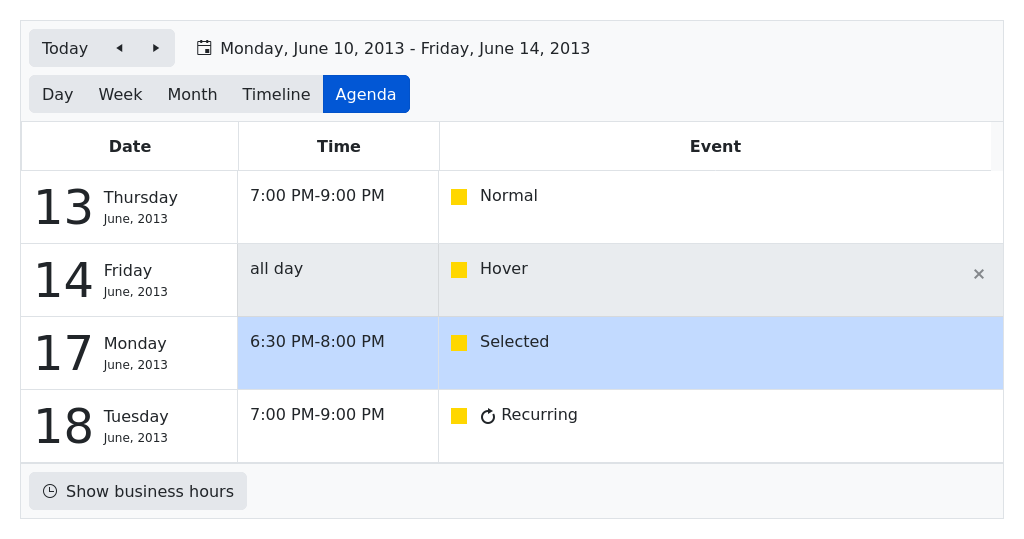 Today Monday, June 10, 2013 - Friday, June 14, 2013
Day Week Month Timeline Agenda
Date Time Event
13 Thursday June, 2013 7:00 PM-9:00 PM Normal
14 Friday June, 2013 all day Hover
17 Monday June, 2013 6:30 PM-8:00 PM Selected
18 Tuesday June, 2013 7:00 PM-9:00 PM Recurring
Show business hours